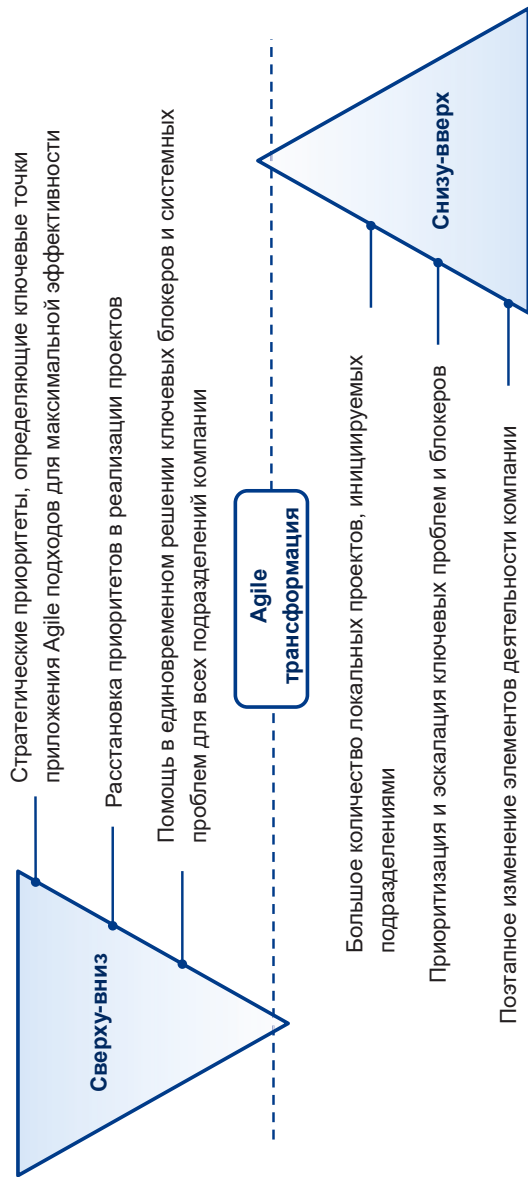 Сверху-вниз
Стратегические приоритеты, определяющие ключевые точки
приложения Agile подходов для максимальной эффективности
Расстановка приоритетов в реализации проектов
Помощь в единовременном решении ключевых блокеров и системных
проблем для всех подразделений компании
Agile
трансформация
Большое количество локальных проектов, инициируемых
подразделениями
Приоритизация и эскалация ключевых проблем и блокеров
Поэтапное изменение элементов деятельности компании
Снизу-вверх